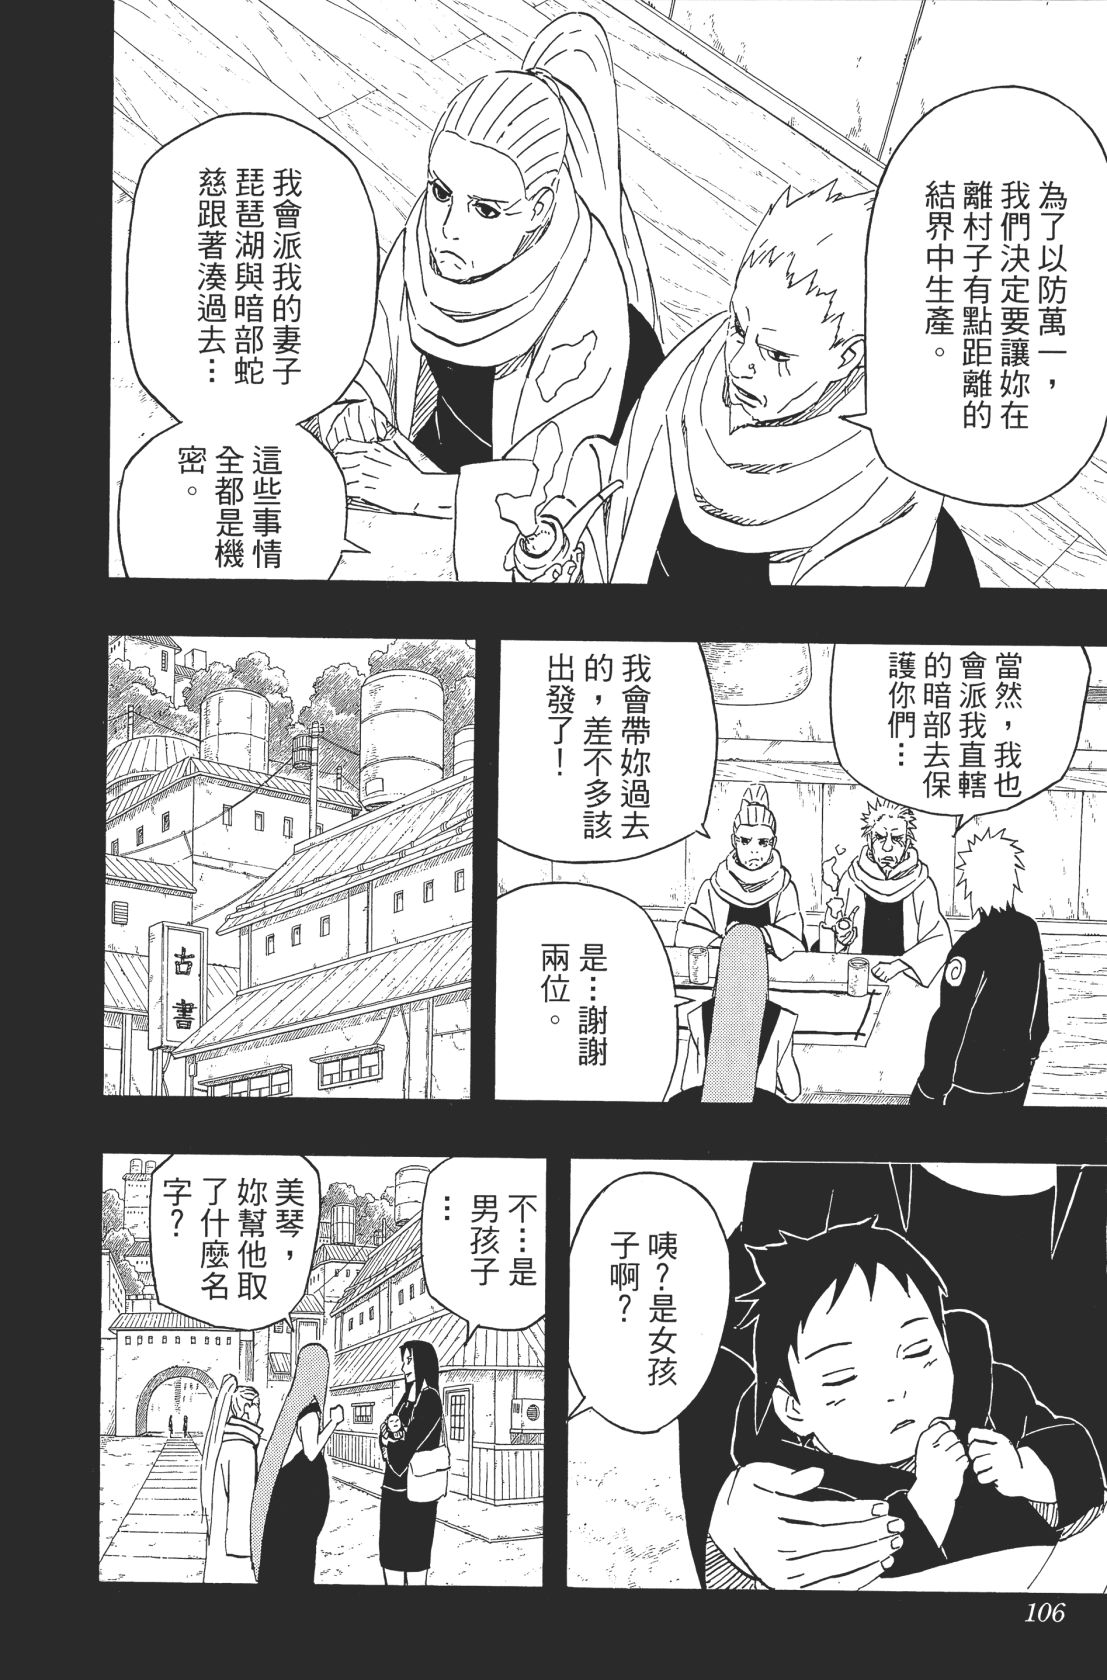 為了以防萬一，
我們決定要讓妳在
離村子有點距離的
結界中生產。
我會派我的妻子
琵琶湖與暗部蛇
慈跟著湊過去…
這些事情
全都是機
密。
當然，我也
會派我直轄
的暗部去保
護你們…
我會帶妳過去
的，差不多該
出發了！
是…謝謝
兩位。
古書
咦？是女孩
子啊？
不…是
男孩子
…
美琴，
妳幫他取
了什麼名
字？
106